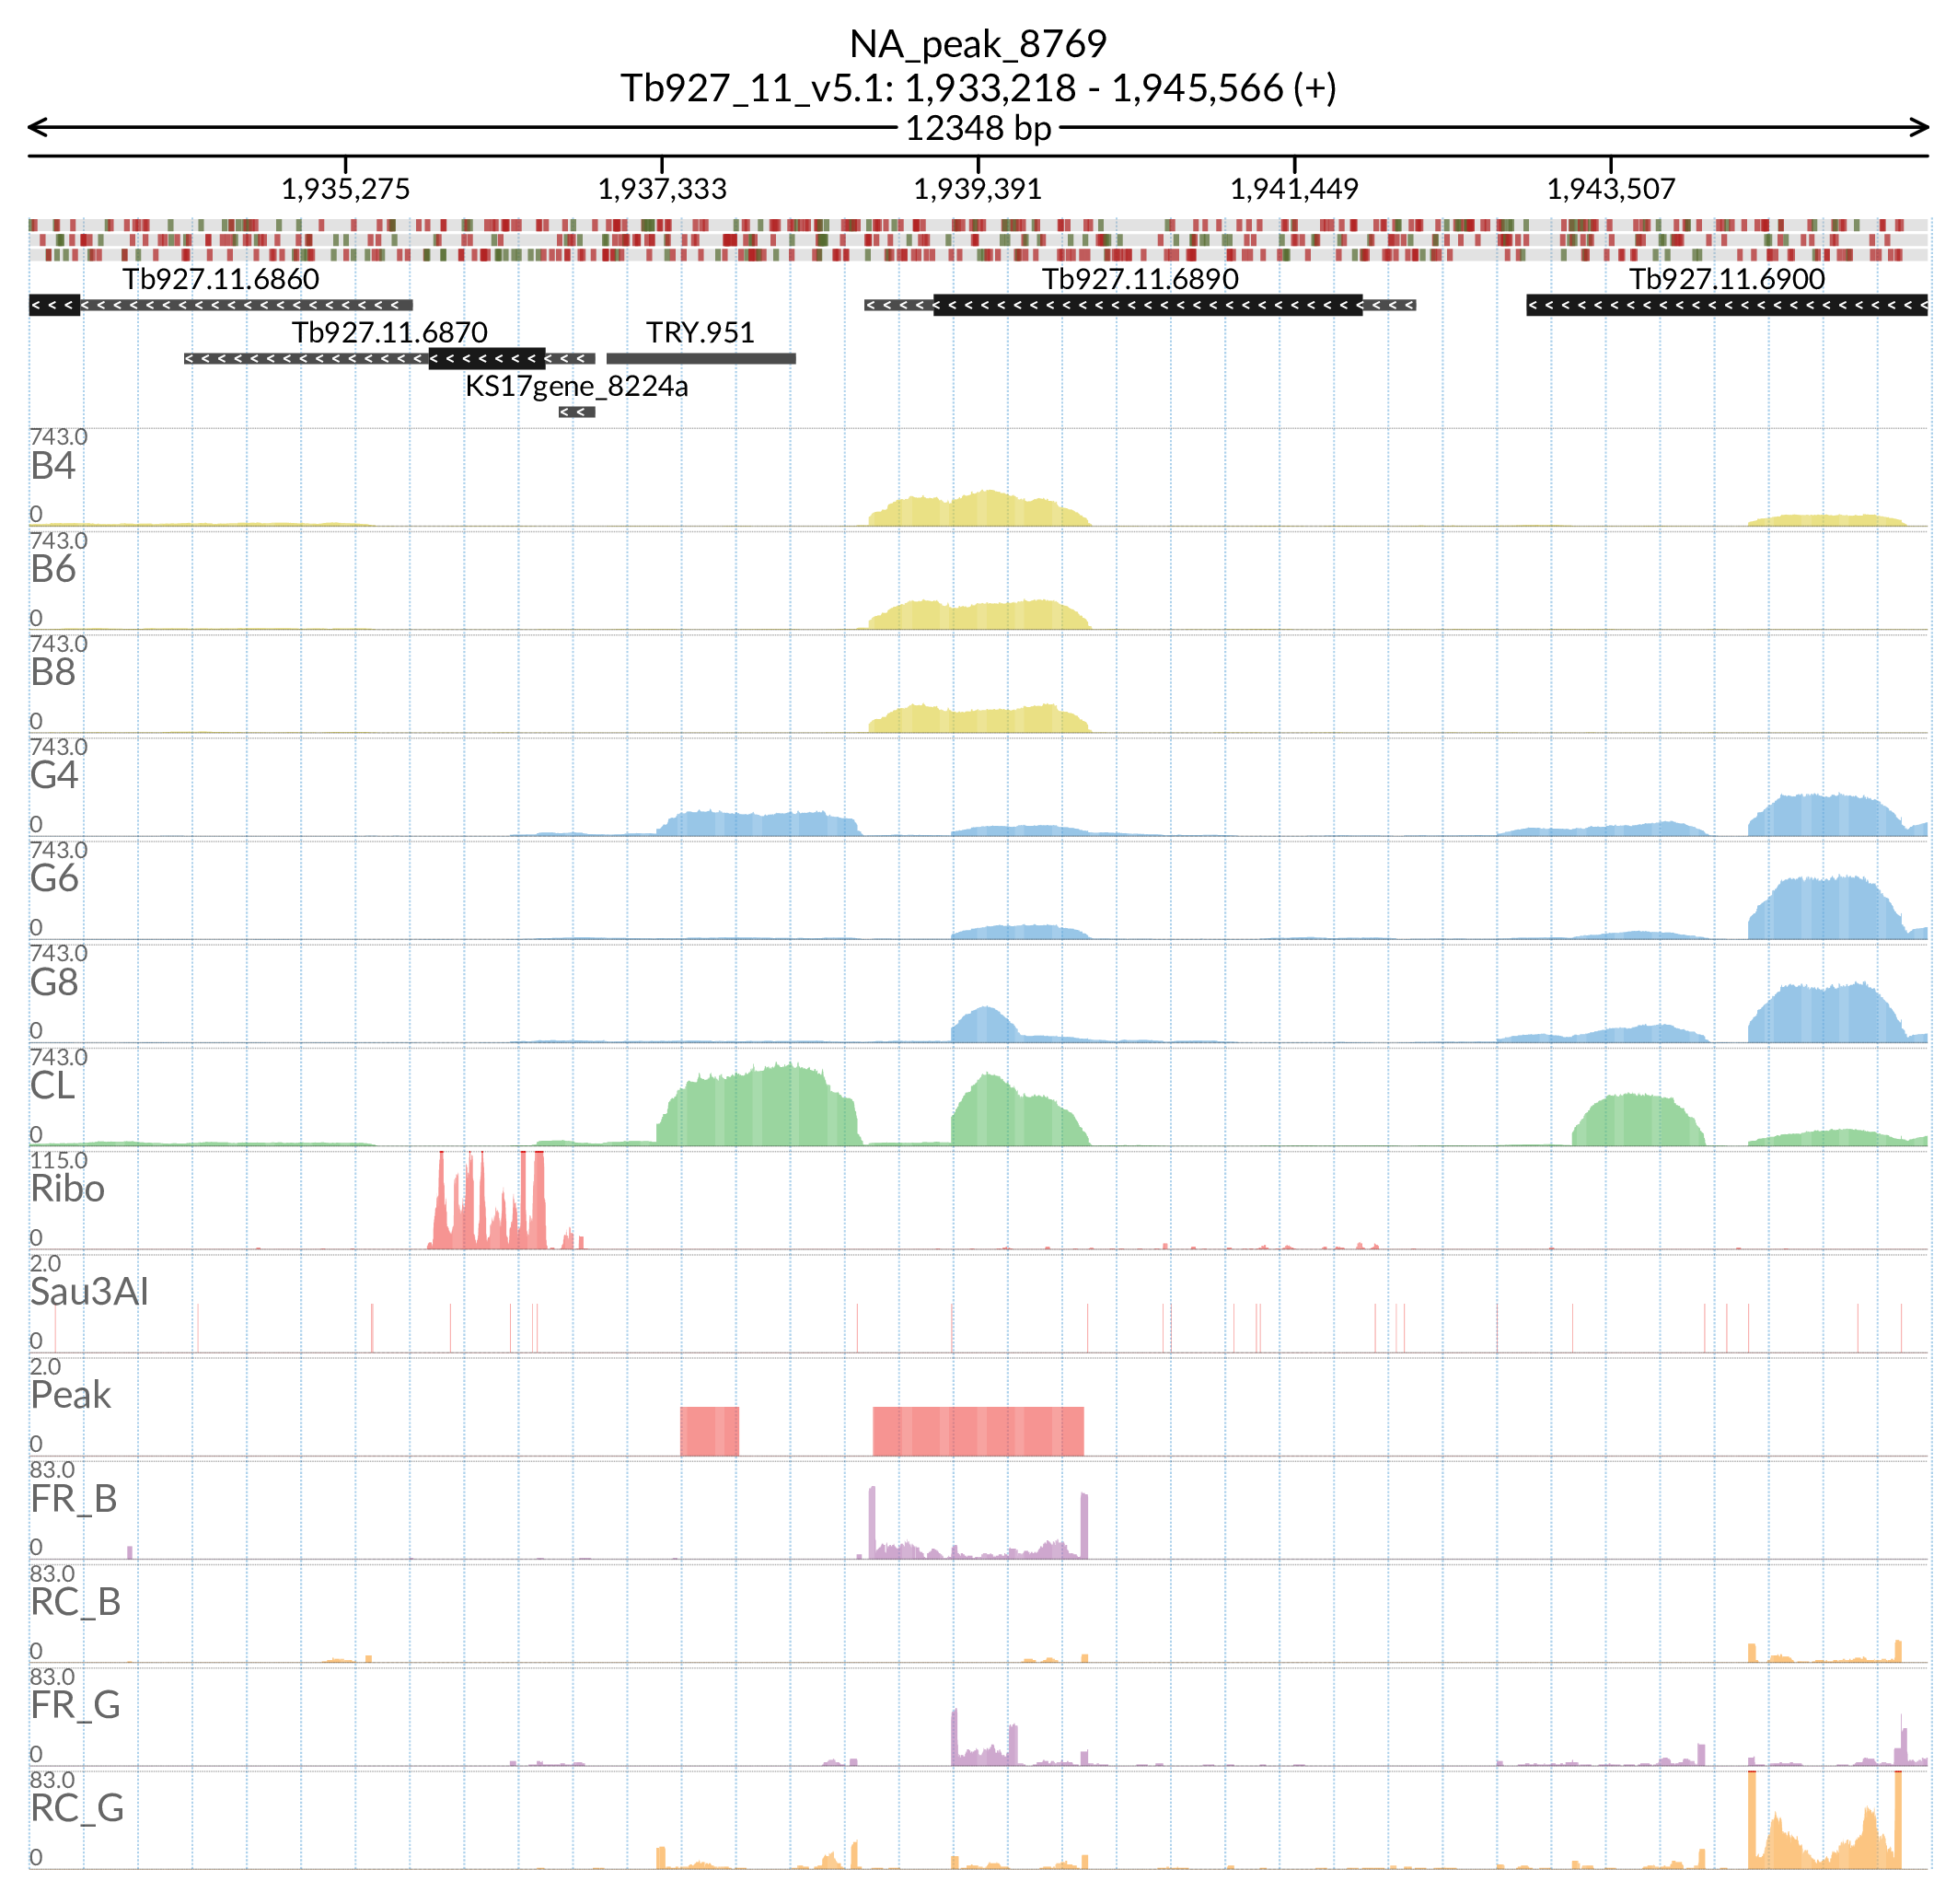 NA_peak_8769
Tb927_11_v5.1: 1,933,218 - 1,945,566 (+)
12348 bp
1,935,275 1,937,333 1,939,391 1,941,449 1,943,507
Tb927.11.6860 Tb927.11.6890 Tb927.11.6900
Tb927.11.6870 TRY.951
KS17gene_8224a
743.0
B4
0
743.0
B6
0
743.0
B8
0
743.0
G4
0
743.0
G6
0
743.0
G8
0
743.0
CL
0
115.0
Ribo
0
2.0
Sau3AI
0
2.0
Peak
0
83.0
FR_B
0
83.0
RC_B
0
83.0
FR_G
0
83.0
RC_G
0